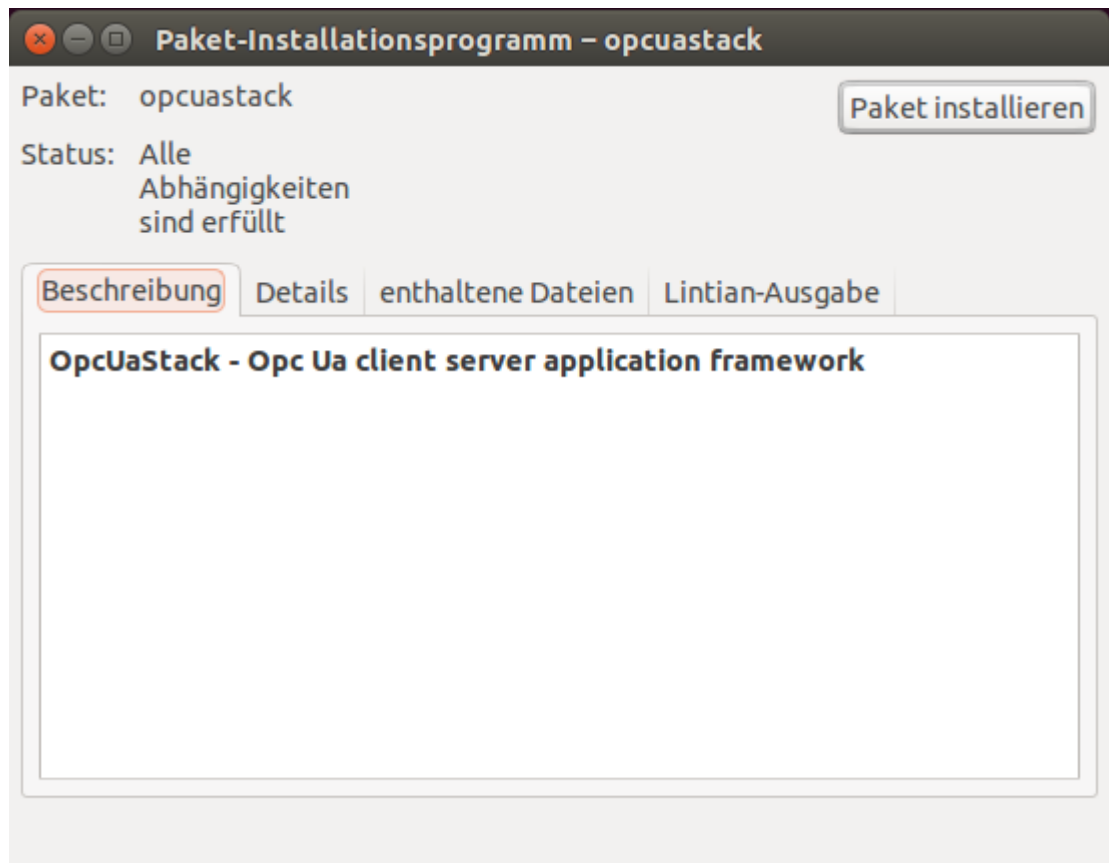 Paket-Installationsprogramm – opcuastack
Paket: opcuastack
Paket installieren
Status: Alle
Abhängigkeiten
sind erfüllt
Beschreibung Details enthaltene Dateien Lintian-Ausgabe
OpcUaStack - Opc Ua client server application framework